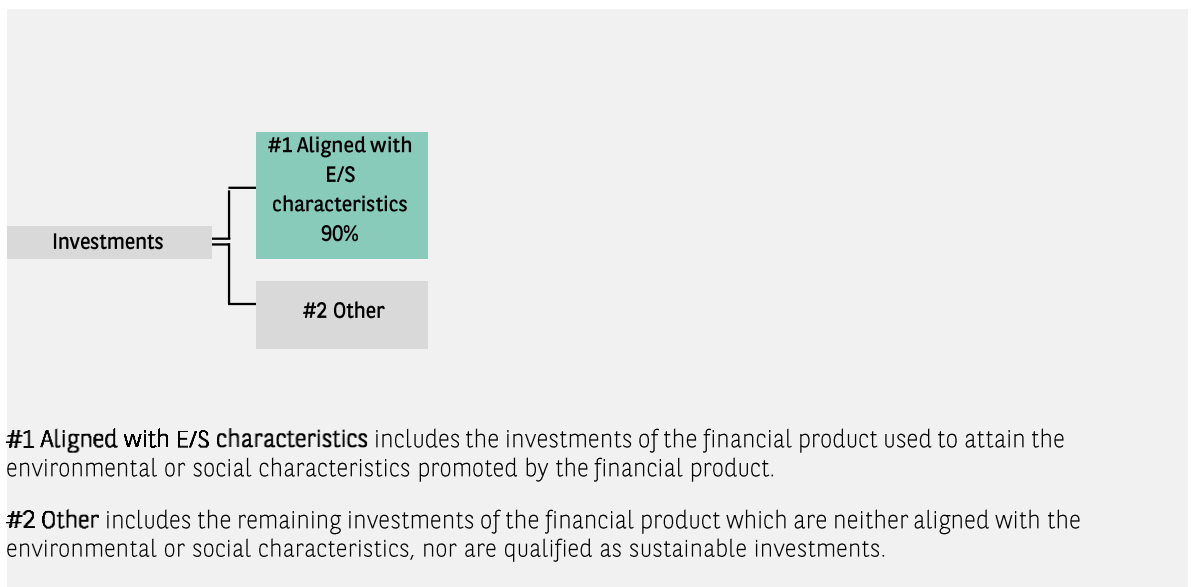 #1 Aligned with
E/S
characteristics
90%
Investments
#2 Other
#1 Aligned with E/S characteristics includes the investments of the financial product used to attain the
environmental or social characteristics promoted by the financial product.
#2 Other includes the remaining investments of the financial product which are neither aligned with the
environmental or social characteristics, nor are qualified as sustainable investments.